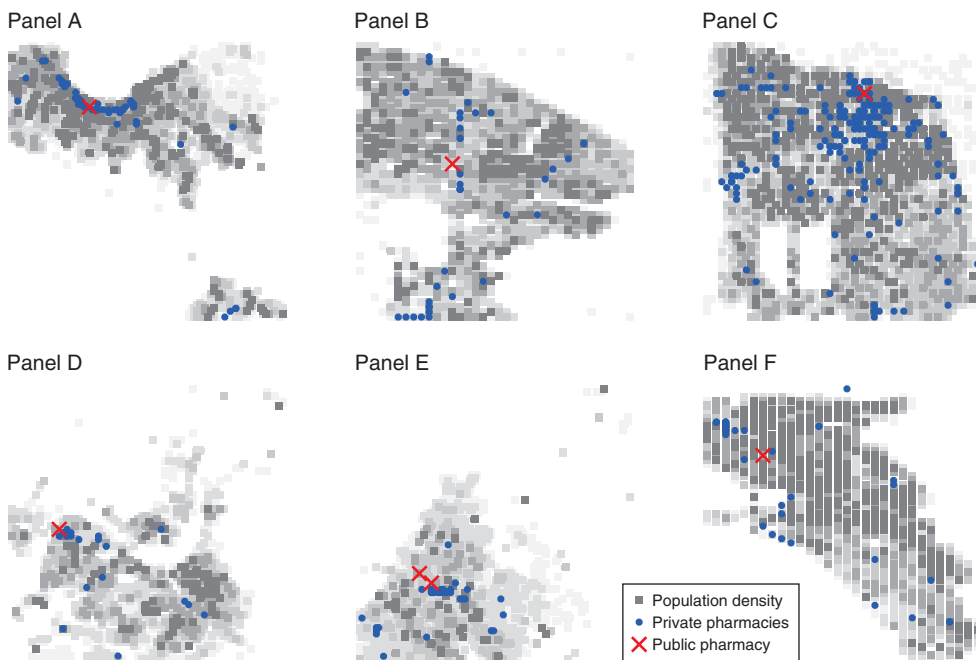 Panel A
Panel B
Panel C
Panel D
Panel E
Panel F
Population density
Private pharmacies
Public pharmacy